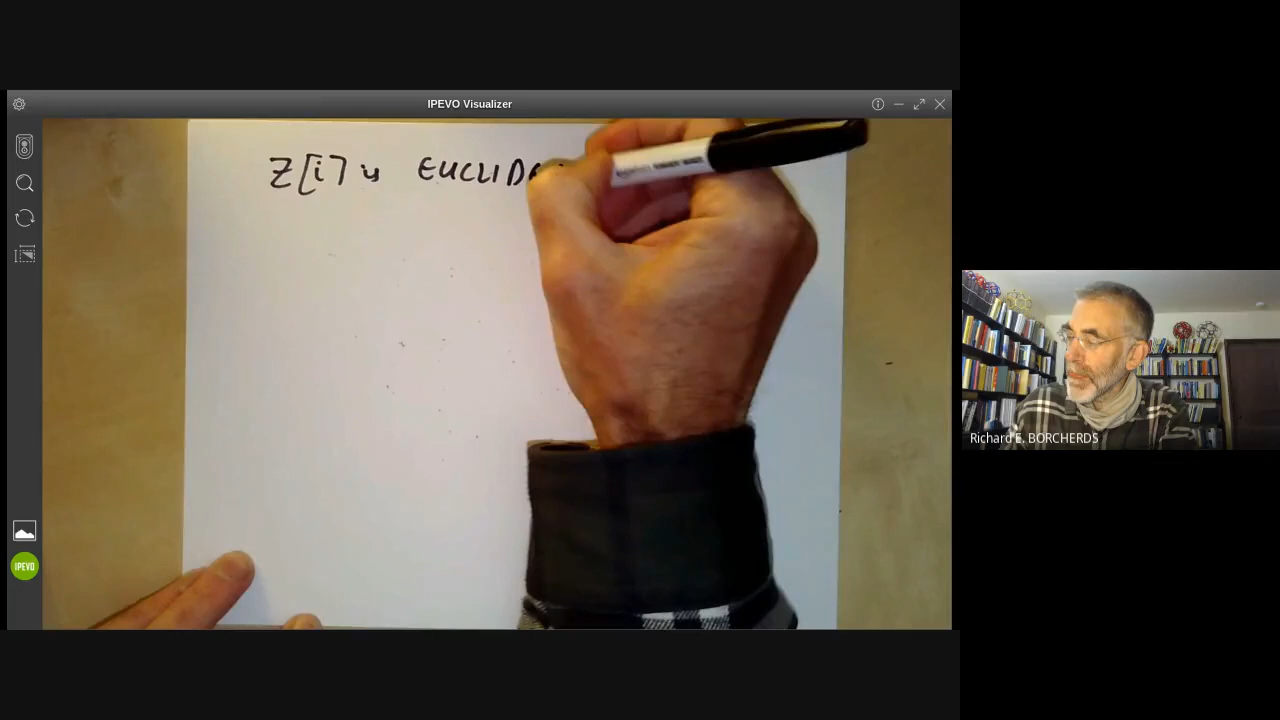 IPEVO Visualizer
Z[i] is EUCLID
IPEVO
Richard E. BORCHERDS